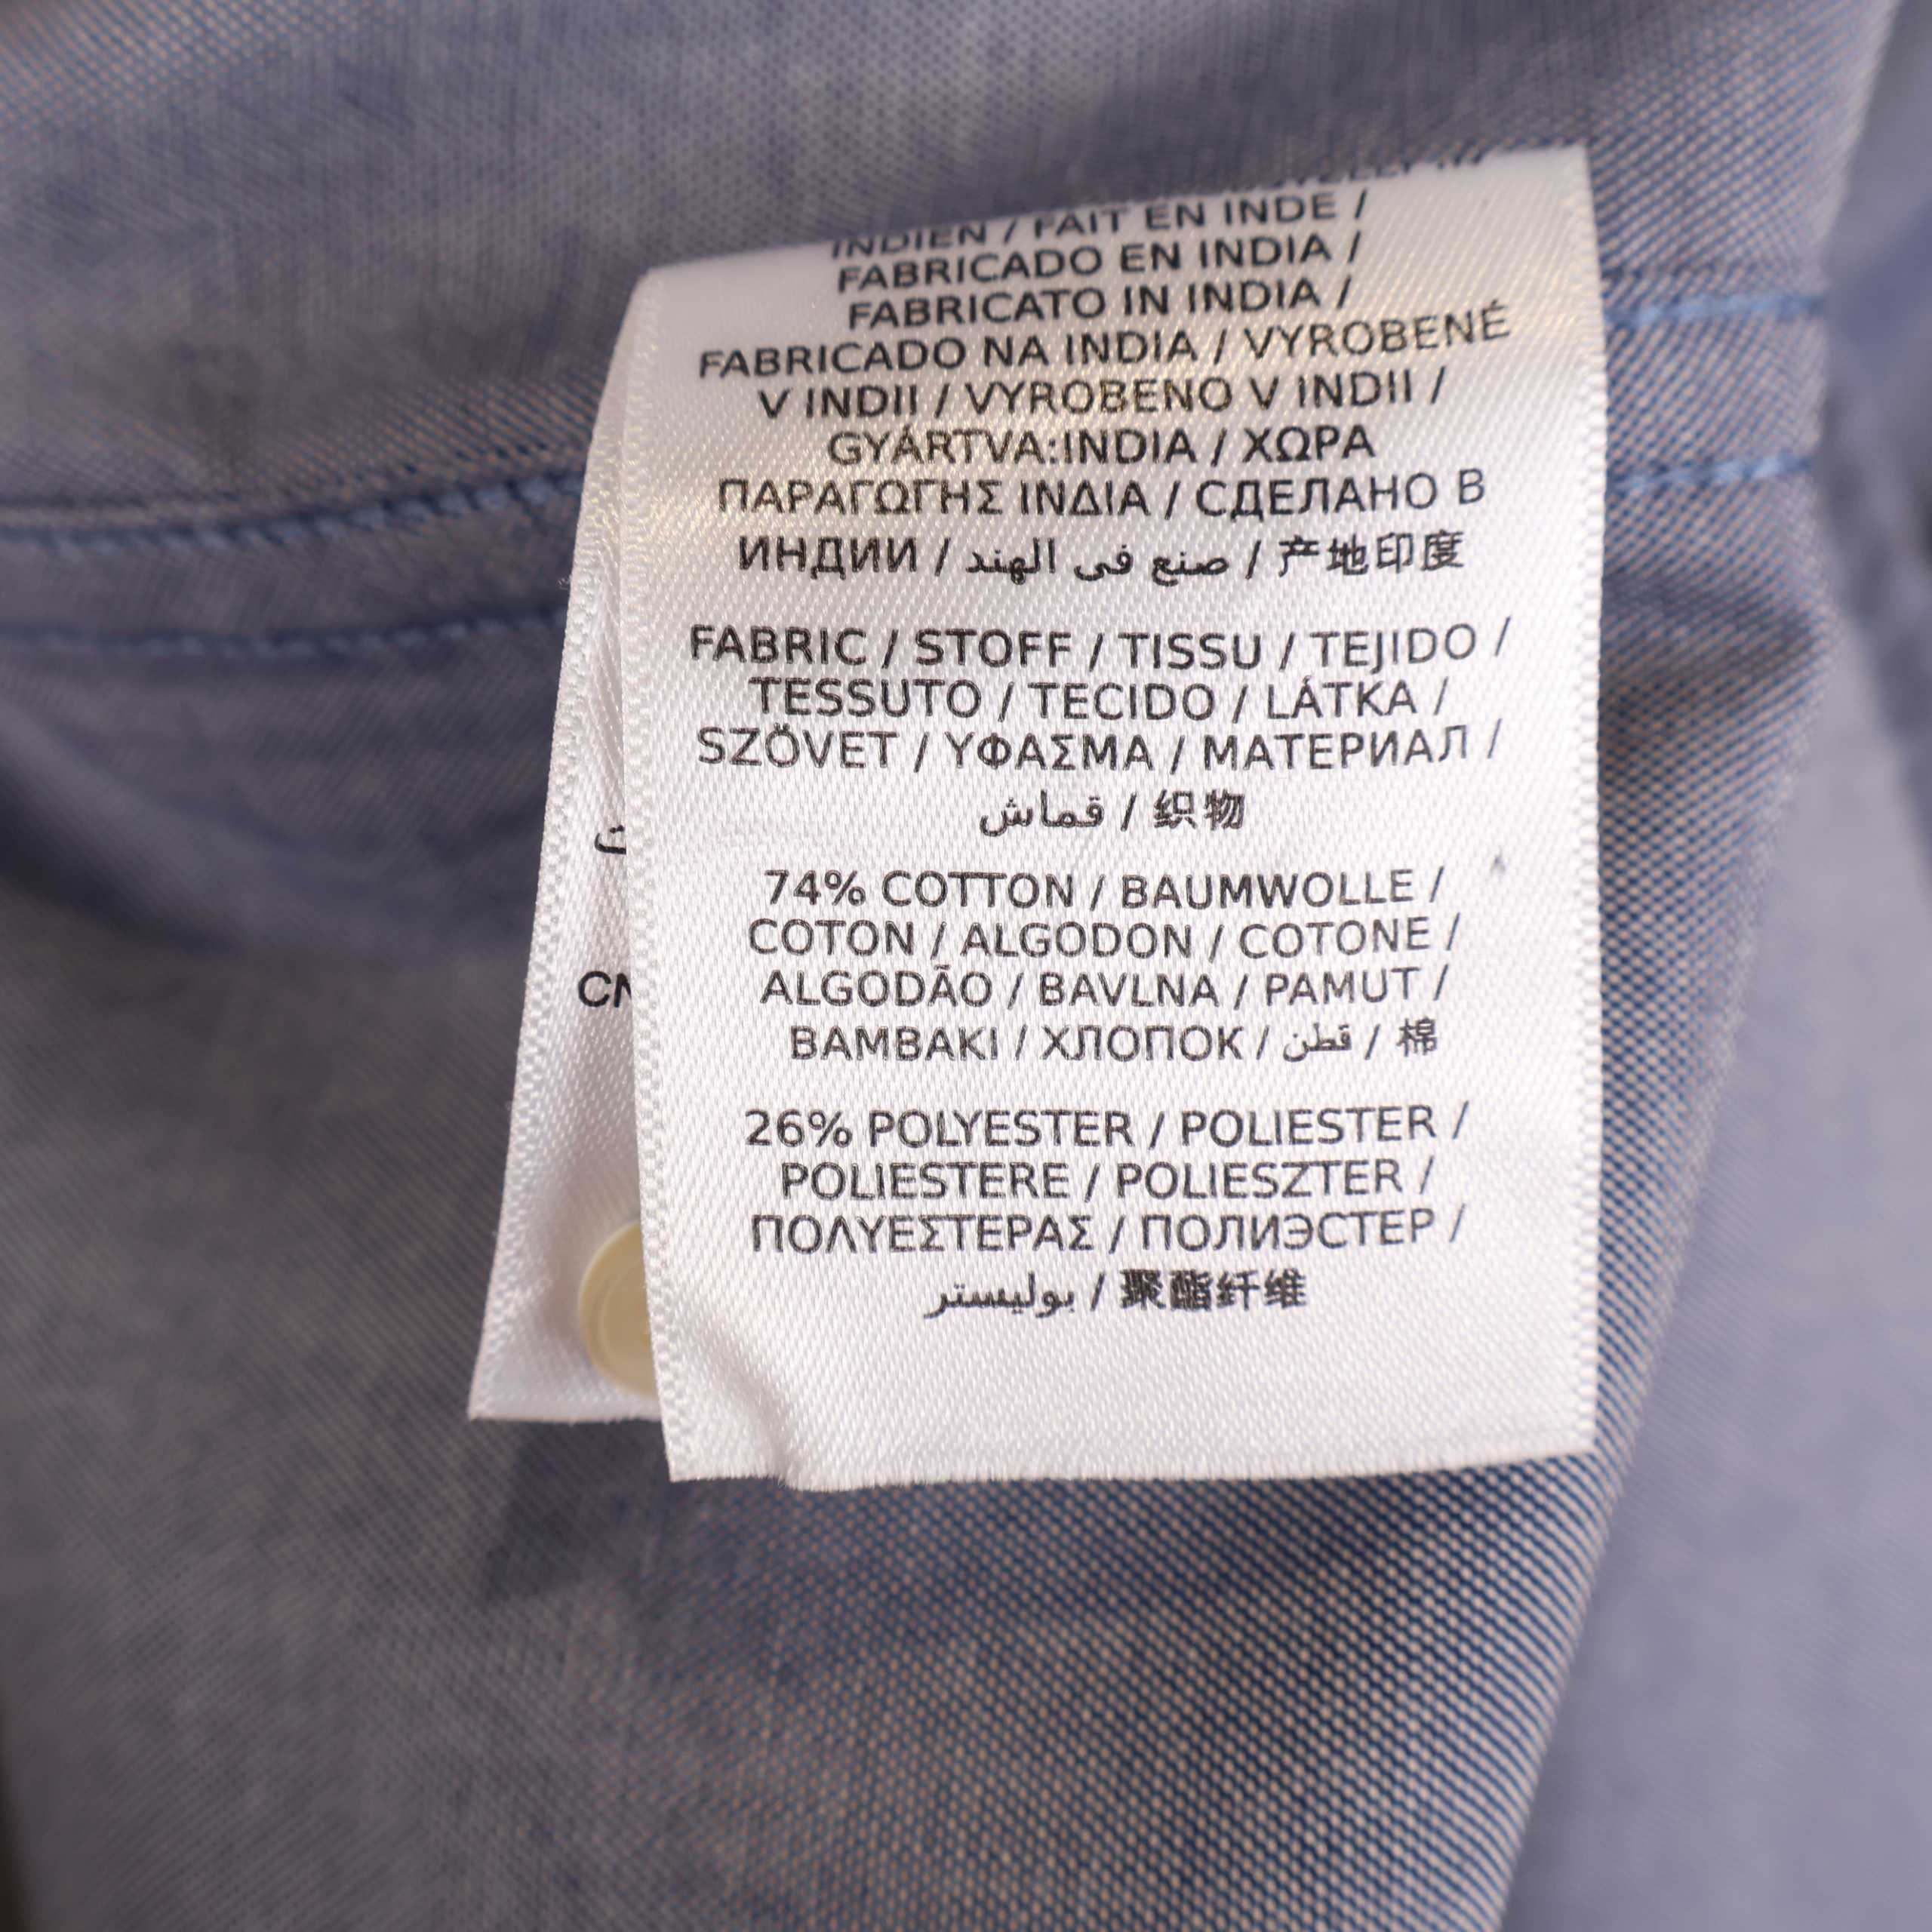 INDIEN / FAIT EN INDE /
FABRICADO EN INDIA /
FABRICATO IN INDIA /
FABRICADO NA INDIA / VYROBENÉ
V INDII / VYROBENO V INDII /
GYÁRTVA:INDIA / ΧΩΡΑ
ΠΑΡΑΓΩΓΗΣ ΙΝΔΙΑ / СДЕЛАНО В
ИНДИИ / صنع في الهند / 产地印度
FABRIC / STOFF / TISSU / TEJIDO /
TESSUTO / TECIDO / LÁTKA /
SZÖVET / ΥΦΑΣΜΑ / МАТЕРИАЛ /
قماش / 织物
74% COTTON / BAUMWOLLE /
COTON / ALGODON / COTONE /
ALGODÃO / BAVLNA / PAMUT /
BAMBAKI / ХЛОПОК / قطن / 棉
26% POLYESTER / POLIESTER /
POLIESTERE / POLIESZTER /
ΠΟΛΥΕΣΤΕΡΑΣ / ПОЛИЭСТЕР /
بوليستر / 聚酯纤维